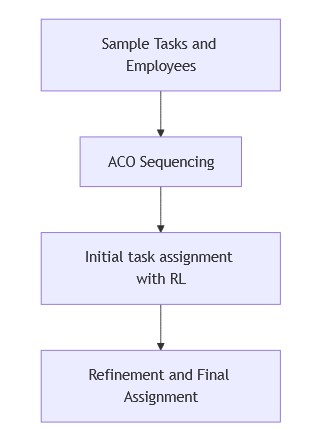 Sample Tasks and
Employees
ACO Sequencing
Initial task assignment
with RL
Refinement and Final
Assignment